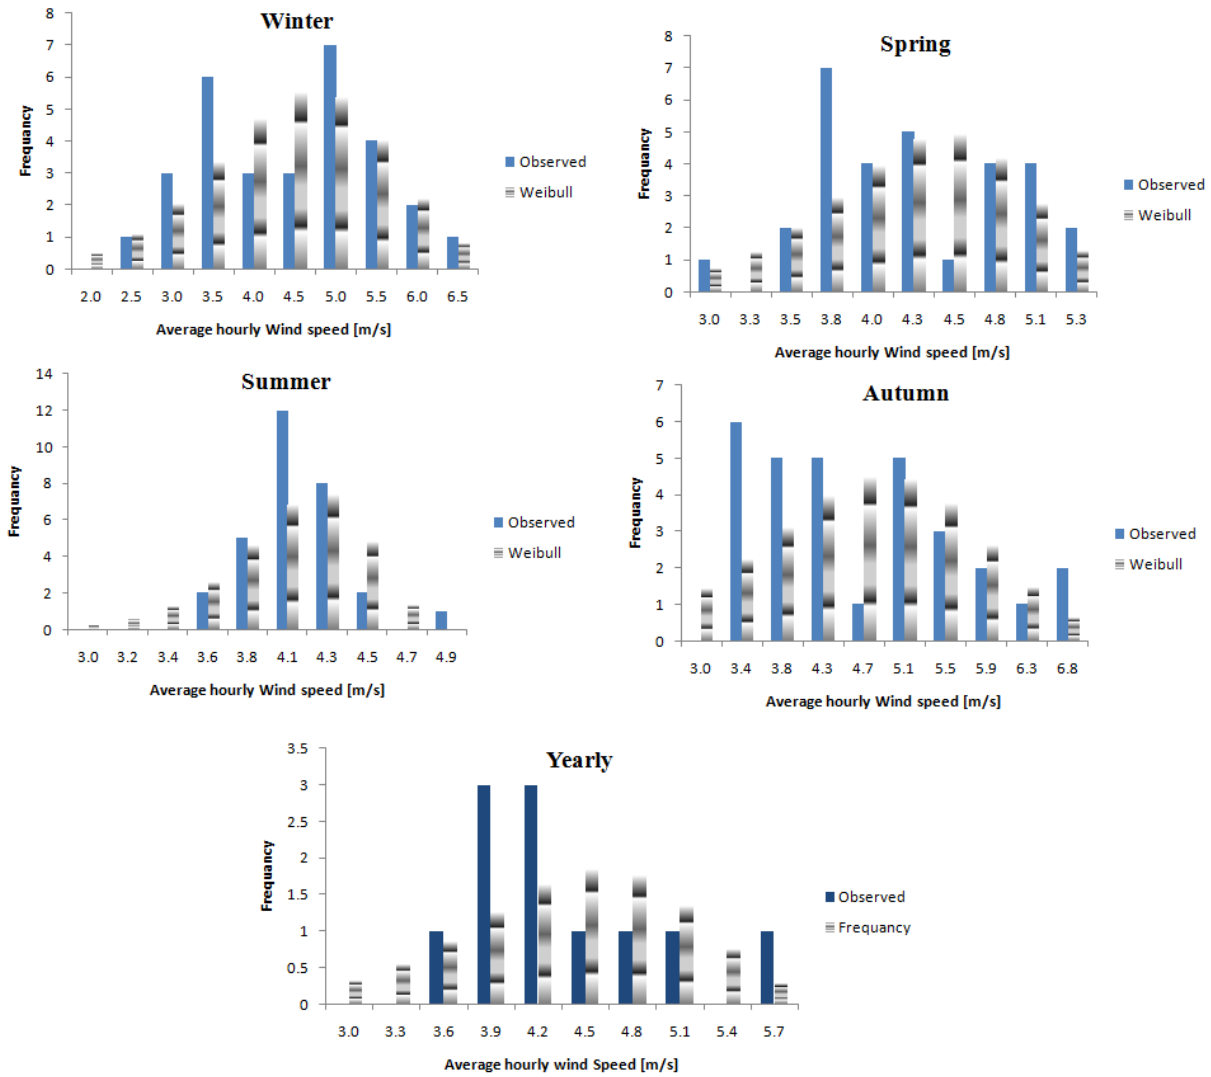 Winter
8
7
6
5
4
3
2
1
0
Frequancy
2.0 2.5 3.0 3.5 4.0 4.5 5.0 5.5 6.0 6.5
Average hourly Wind speed [m/s]
Observed
Weibull
Spring
8
7
6
5
4
3
2
1
0
Frequancy
3.0 3.3 3.5 3.8 4.0 4.3 4.5 4.8 5.1 5.3
Average hourly Wind speed [m/s]
Observed
Weibull
Summer
14
12
10
8
6
4
2
0
Frequancy
3.0 3.2 3.4 3.6 3.8 4.1 4.3 4.5 4.7 4.9
Average hourly Wind speed [m/s]
Observed
Weibull
Autumn
7
6
5
4
3
2
1
0
Frequancy
3.0 3.4 3.8 4.3 4.7 5.1 5.5 5.9 6.3 6.8
Average hourly Wind speed [m/s]
Observed
Weibull
Yearly
3.5
3
2.5
2
1.5
1
0.5
0
Frequancy
3.0 3.3 3.6 3.9 4.2 4.5 4.8 5.1 5.4 5.7
Average hourly wind Speed [m/s]
Observed
Frequancy